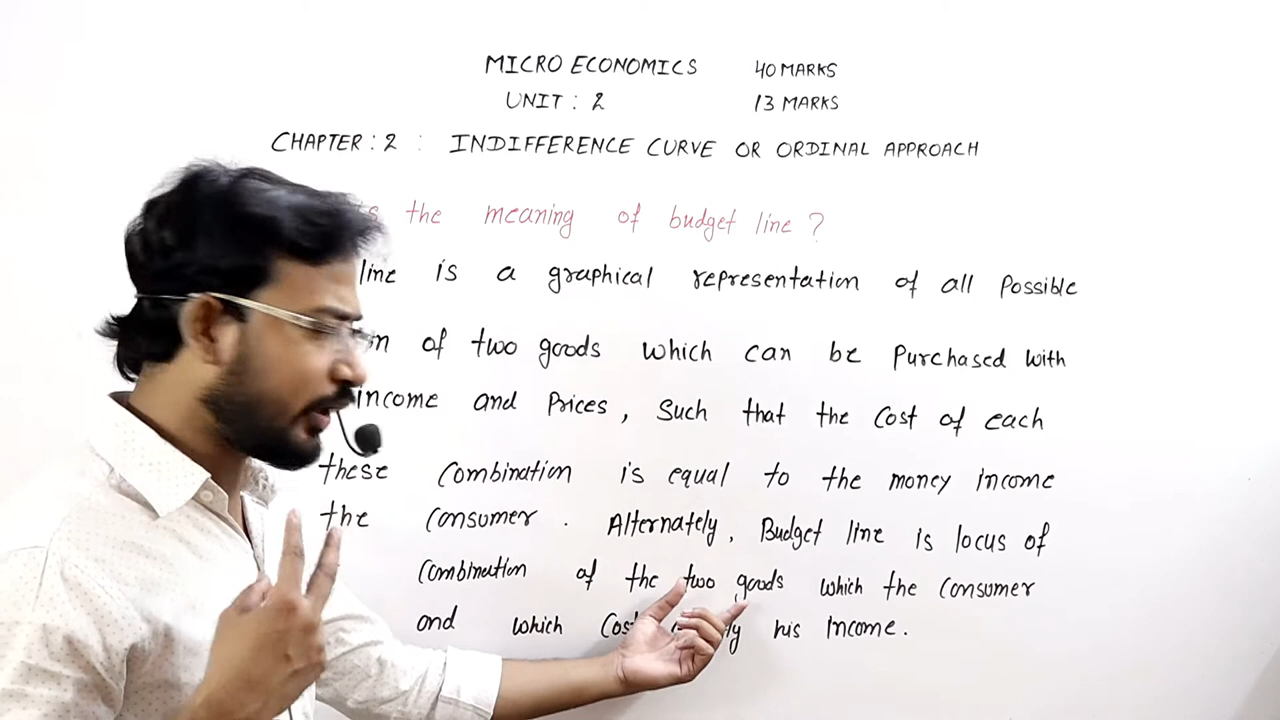 MICRO ECONOMICS 40 MARKS
UNIT : 2 13 MARKS
CHAPTER : 2 : INDIFFERENCE CURVE OR ORDINAL APPROACH
the meaning of budget line ?
line is a graphical representation of all Possible
of two goods which can be Purchased with
income and Prices, Such that the Cost of each
these Combination is equal to the money income
the Consumer. Alternately, Budget line is locus of
Combination of the two goods which the Consumer
and which his Income.